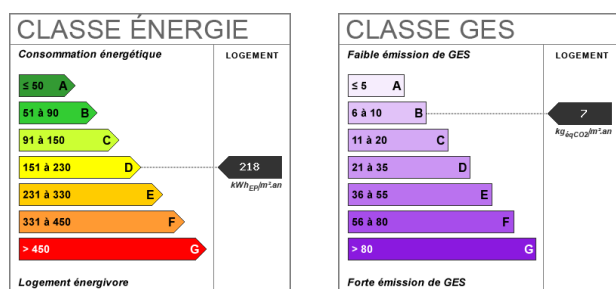 CLASSE ÉNERGIE
Consommation énergétique
LOGEMENT
≤ 50 A
51 à 90 B
91 à 150 C
151 à 230 D
218
kWhEP/m².an
231 à 330 E
331 à 450 F
> 450 G
Logement énergivore
CLASSE GES
Faible émission de GES
LOGEMENT
≤ 5 A
6 à 10 B
7
kgéqCO2/m².an
11 à 20 C
21 à 35 D
36 à 55 E
56 à 80 F
> 80 G
Forte émission de GES